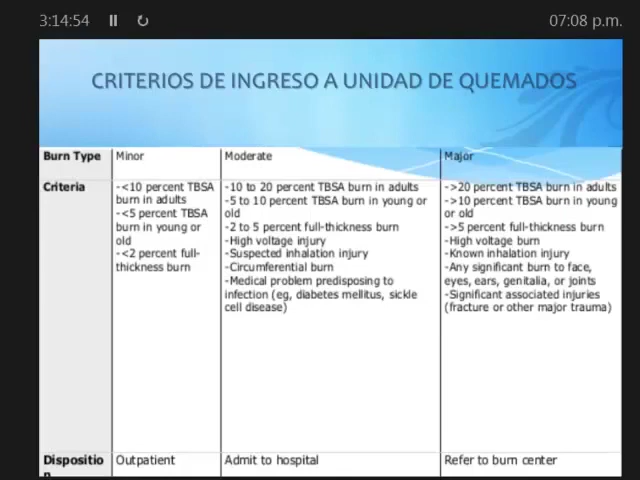 3:14:54
07:08 p.m.
CRITERIOS DE INGRESO A UNIDAD DE QUEMADOS
Burn Type
Minor
Moderate
Major
Criteria
-<10 percent TBSA
burn in adults
-<5 percent TBSA
burn in young or
old
-<2 percent full-
thickness burn
-10 to 20 percent TBSA burn in adults
-5 to 10 percent TBSA burn in young or
old
-2 to 5 percent full-thickness burn
-High voltage injury
-Suspected inhalation injury
-Circumferential burn
-Medical problem predisposing to
infection (eg, diabetes mellitus, sickle
cell disease)
->20 percent TBSA burn in adults
->10 percent TBSA burn in young
or old
->5 percent full-thickness burn
-High voltage burn
-Known inhalation injury
-Any significant burn to face,
eyes, ears, genitalia, or joints
-Significant associated injuries
(fracture or other major trauma)
Dispositio
n
Outpatient
Admit to hospital
Refer to burn center